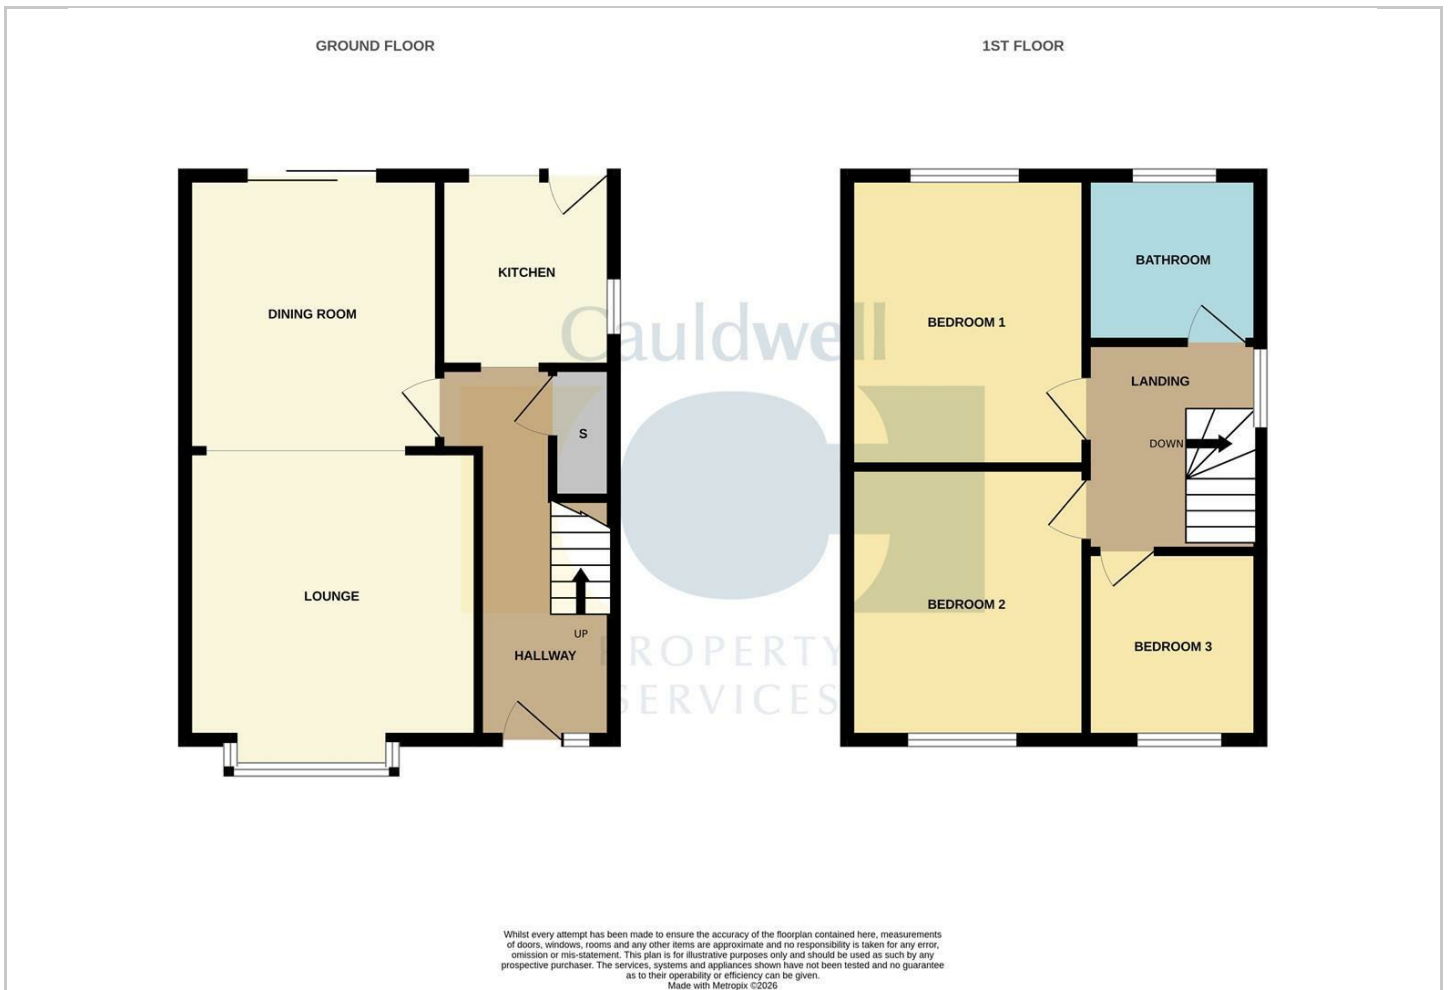 GROUND FLOOR
1ST FLOOR
KITCHEN
DINING ROOM
S
LOUNGE
UP
HALLWAY
BATHROOM
BEDROOM 1
LANDING
DOWN
BEDROOM 2
BEDROOM 3
Cauldwell
PROPERTY
SERVICES
Whilst every attempt has been made to ensure the accuracy of the floorplan contained here, measurements
of doors, windows, rooms and any other items are approximate and no responsibility is taken for any error,
omission or mis-statement. This plan is for illustrative purposes only and should be used as such by any
prospective purchaser. The services, systems and appliances shown have not been tested and no guarantee
as to their operability or efficiency can be given.
Made with Metropix ©2026